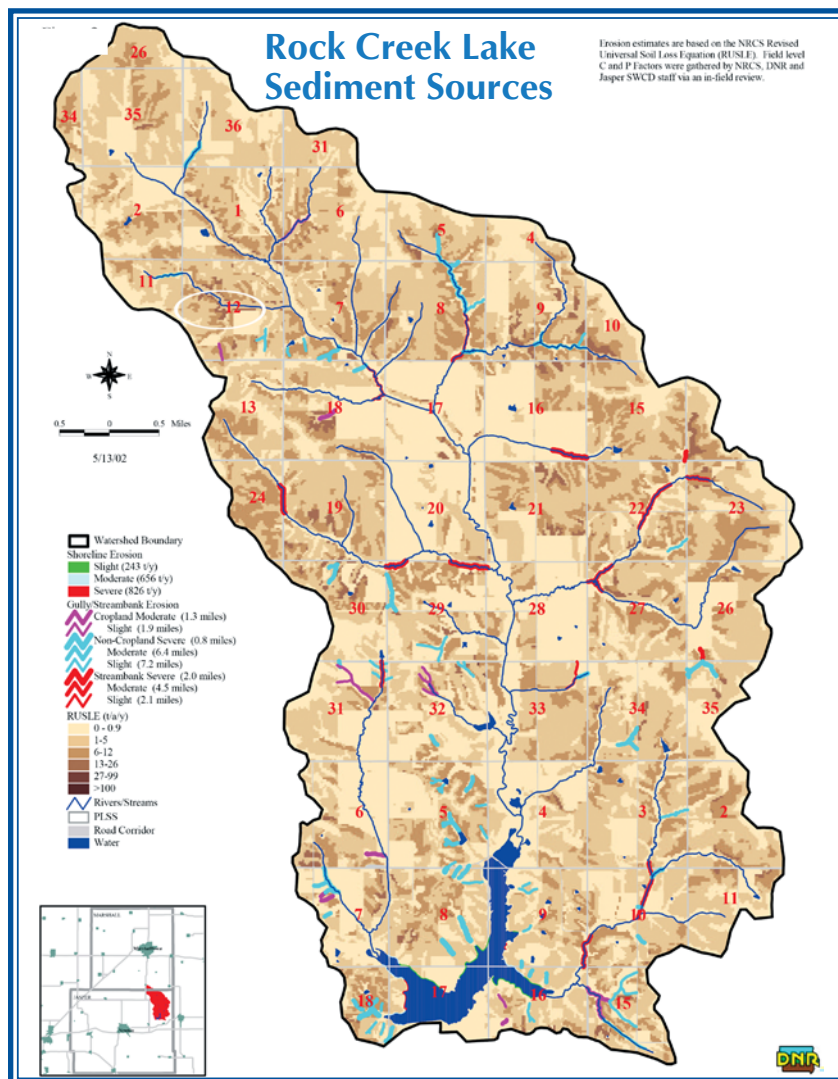 Rock Creek Lake
Sediment Sources
Erosion estimates are based on the NRCS Revised
Universal Soil Loss Equation (RUSLE). Field level
C and P Factors were gathered by NRCS, DNR and
Jasper SWCD staff via an in-field review.
26
34 35 36
31
2 1 6
5 4
11 12 7 8 9 10
N
W E
S
0.5 0 0.5 Miles
5/13/02
13 18 17 16 15
24 19 20 21 22 23
30 29 28 27 26
31 32 33 34 35
6 5 4 3 2
7 8 9 10 11
18 17 16 15
Watershed Boundary
Shoreline Erosion
Slight (243 t/y)
Moderate (656 t/y)
Severe (826 t/y)
Gully/Streambank Erosion
Cropland Moderate (1.3 miles)
Slight (1.9 miles)
Non-Cropland Severe (0.8 miles)
Moderate (6.4 miles)
Slight (7.2 miles)
Streambank Severe (2.0 miles)
Moderate (4.5 miles)
Slight (2.1 miles)
RUSLE (t/a/y)
0 - 0.9
1-5
6-12
13-26
27-99
>100
Rivers/Streams
PLSS
Road Corridor
Water
MARSHALL
JASPER
DNR